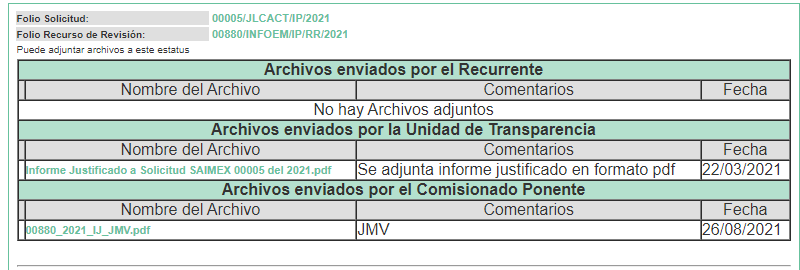 Folio Solicitud: 00005/JLCACT/IP/2021
Folio Recurso de Revisión: 00880/INFOEM/IP/RR/2021
Puede adjuntar archivos a este estatus
Archivos enviados por el Recurrente
Nombre del Archivo Comentarios Fecha
No hay Archivos adjuntos
Archivos enviados por la Unidad de Transparencia
Nombre del Archivo Comentarios Fecha
Informe Justificado a Solicitud SAIMEX 00005 del 2021.pdf Se adjunta informe justificado en formato pdf 22/03/2021
Archivos enviados por el Comisionado Ponente
Nombre del Archivo Comentarios Fecha
00880_2021_IJ_JMV.pdf JMV 26/08/2021